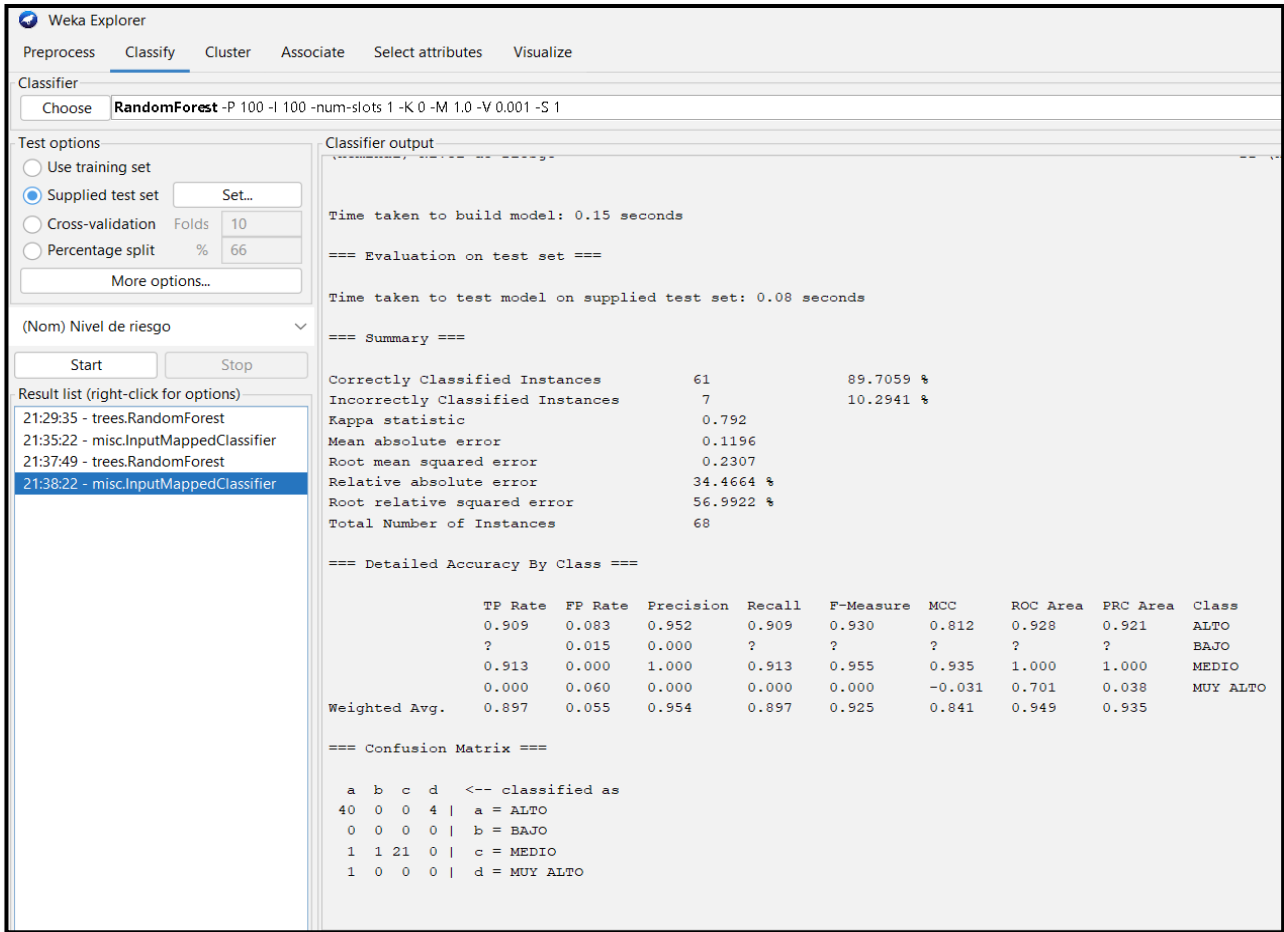 Weka Explorer
Preprocess Classify Cluster Associate Select attributes Visualize
Classifier
Choose RandomForest -P 100 -I 100 -num-slots 1 -K 0 -M 1.0 -V 0.001 -S 1
Test options
Use training set
Supplied test set Set...
Cross-validation Folds 10
Percentage split % 66
More options...
(Nom) Nivel de riesgo
Start Stop
Result list (right-click for options)
21:29:35 - trees.RandomForest
21:35:22 - misc.InputMappedClassifier
21:37:49 - trees.RandomForest
21:38:22 - misc.InputMappedClassifier
Classifier output
Time taken to build model: 0.15 seconds
=== Evaluation on test set ===
Time taken to test model on supplied test set: 0.08 seconds
=== Summary ===
Correctly Classified Instances 61 89.7059 %
Incorrectly Classified Instances 7 10.2941 %
Kappa statistic 0.792
Mean absolute error 0.1196
Root mean squared error 0.2307
Relative absolute error 34.4664 %
Root relative squared error 56.9922 %
Total Number of Instances 68
=== Detailed Accuracy By Class ===
TP Rate FP Rate Precision Recall F-Measure MCC ROC Area PRC Area Class
0.909 0.083 0.952 0.909 0.930 0.812 0.928 0.921 ALTO
? 0.015 0.000 ? ? ? ? ? BAJO
0.913 0.000 1.000 0.913 0.955 0.935 1.000 1.000 MEDIO
0.000 0.060 0.000 0.000 0.000 -0.031 0.701 0.038 MUY ALTO
Weighted Avg. 0.897 0.055 0.954 0.897 0.925 0.841 0.949 0.935
=== Confusion Matrix ===
a b c d <-- classified as
40 0 0 4 | a = ALTO
0 0 0 0 | b = BAJO
1 1 21 0 | c = MEDIO
1 0 0 0 | d = MUY ALTO